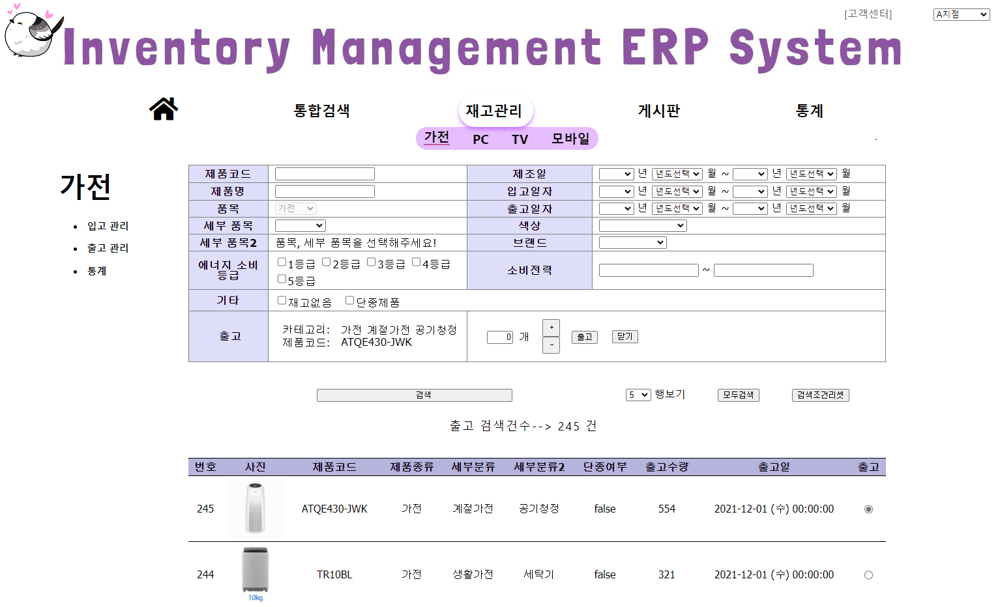 [고객센터] A지점
Inventory Management ERP System
통합검색 재고관리 게시판 통계
가전 PC TV 모바일 .
가전
입고 관리
출고 관리
통계
제품코드 제조일 년 년도선택 월 ~ 년 년도선택 월
제품명 입고일자 년 년도선택 월 ~ 년 년도선택 월
품목 가전 출고일자 년 년도선택 월 ~ 년 년도선택 월
세부 품목 색상
세부 품목2 품목, 세부 품목을 선택해주세요! 브랜드
에너지 소비 등급 1등급 2등급 3등급 4등급 5등급 소비전력 ~
기타 재고없음 단종제품
출고 카테고리: 가전 계절가전 공기청정 0 개 + - 출고 닫기
제품코드: ATQE430-JWK
검색 5 행보기 모두검색 검색조건리셋
출고 검색건수--> 245 건
번호 사진 제품코드 제품종류 세부분류 세부분류2 단종여부 출고수량 출고일 출고
245 ATQE430-JWK 가전 계절가전 공기청정 false 554 2021-12-01 (수) 00:00:00
244 TR10BL 가전 생활가전 세탁기 false 321 2021-12-01 (수) 00:00:00
10kg